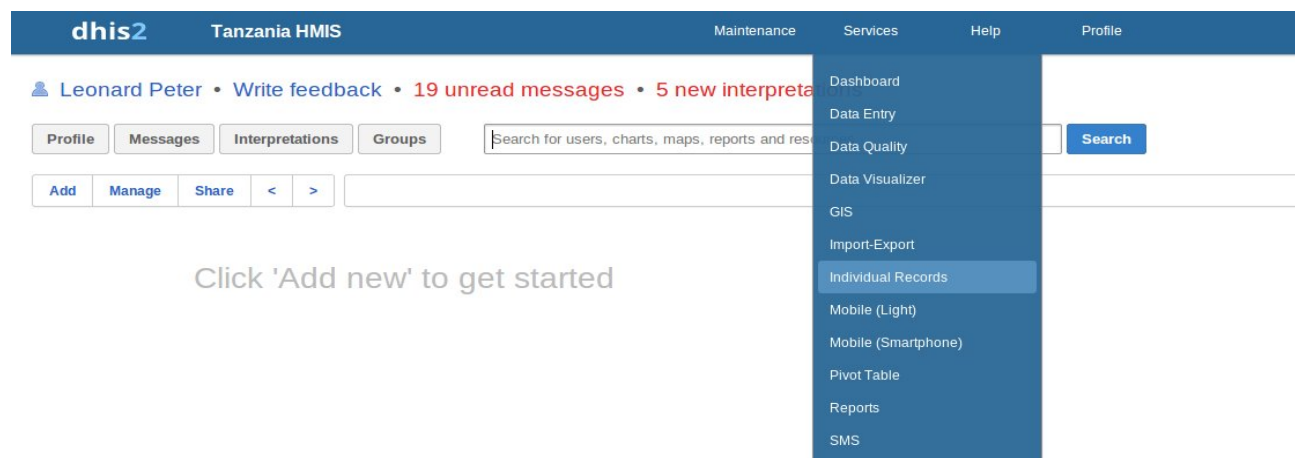 dhis2 Tanzania HMIS Maintenance Services Help Profile
Leonard Peter • Write feedback • 19 unread messages • 5 new interpretations
Profile Messages Interpretations Groups Search for users, charts, maps, reports and reso Search
Add Manage Share < >
Click 'Add new' to get started
Dashboard
Data Entry
Data Quality
Data Visualizer
GIS
Import-Export
Individual Records
Mobile (Light)
Mobile (Smartphone)
Pivot Table
Reports
SMS